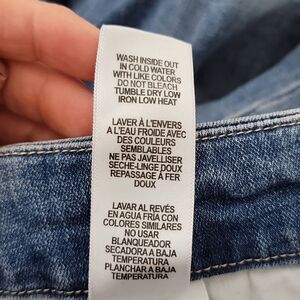 WASH INSIDE OUT
IN COLD WATER
WITH LIKE COLORS
DO NOT BLEACH
TUMBLE DRY LOW
IRON LOW HEAT
LAVER À L'ENVERS
A L'EAU FROIDE AVEC
DES COULEURS
SEMBLABLES
NE PAS JAVELLISER
SECHE-LINGE DOUX
REPASSAGE À FER
DOUX
LAVAR AL REVÉS
EN AGUA FRÍA CON
COLORES SIMILARES
NO USAR
BLANQUEADOR
SECADORA A BAJA
TEMPERATURA
PLANCHAR A BAJA
TEMPERATURA